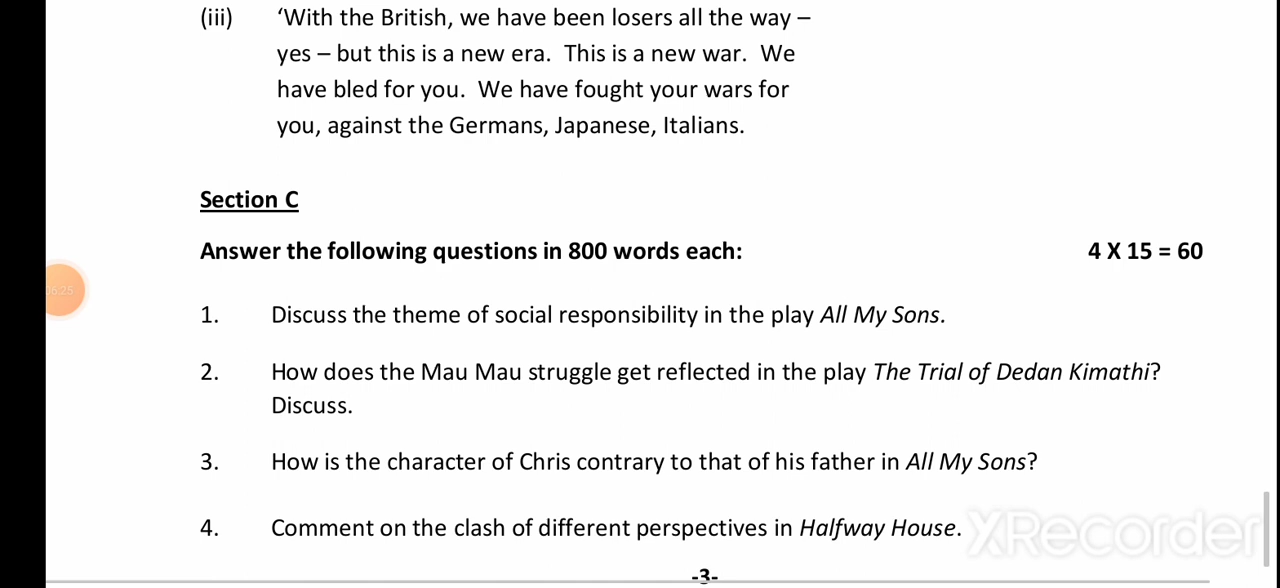 (iii) ‘With the British, we have been losers all the way –
yes – but this is a new era. This is a new war. We
have bled for you. We have fought your wars for
you, against the Germans, Japanese, Italians.
Section C
Answer the following questions in 800 words each: 4 X 15 = 60
1. Discuss the theme of social responsibility in the play All My Sons.
2. How does the Mau Mau struggle get reflected in the play The Trial of Dedan Kimathi?
Discuss.
3. How is the character of Chris contrary to that of his father in All My Sons?
4. Comment on the clash of different perspectives in Halfway House.
XRecorder
-3-